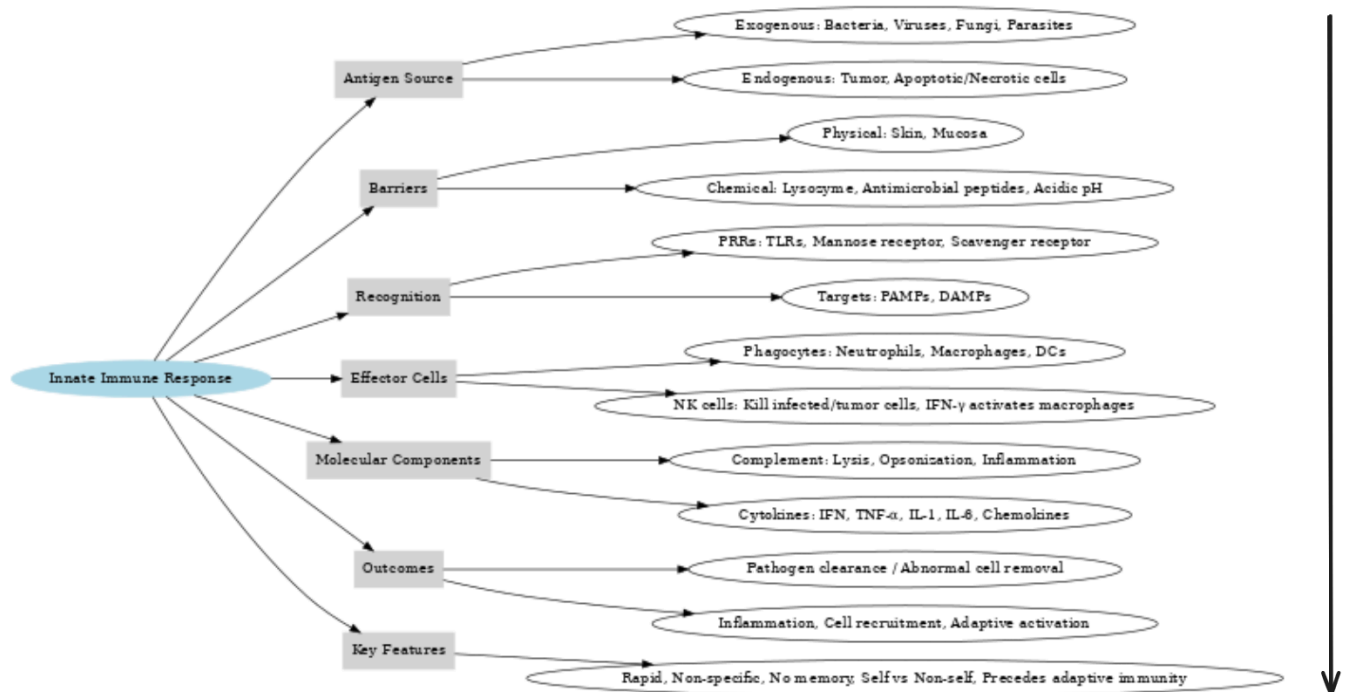 Innate Immune Response
Antigen Source
Exogenous: Bacteria, Viruses, Fungi, Parasites
Endogenous: Tumor, Apoptotic/Necrotic cells
Barriers
Physical: Skin, Mucosa
Chemical: Lysozyme, Antimicrobial peptides, Acidic pH
Recognition
PRRs: TLRs, Mannose receptor, Scavenger receptor
Targets: PAMPs, DAMPs
Effector Cells
Phagocytes: Neutrophils, Macrophages, DCs
NK cells: Kill infected/tumor cells, IFN-γ activates macrophages
Molecular Components
Complement: Lysis, Opsonization, Inflammation
Cytokines: IFN, TNF-α, IL-1, IL-6, Chemokines
Outcomes
Pathogen clearance / Abnormal cell removal
Inflammation, Cell recruitment, Adaptive activation
Key Features
Rapid, Non-specific, No memory, Self vs Non-self, Precedes adaptive immunity